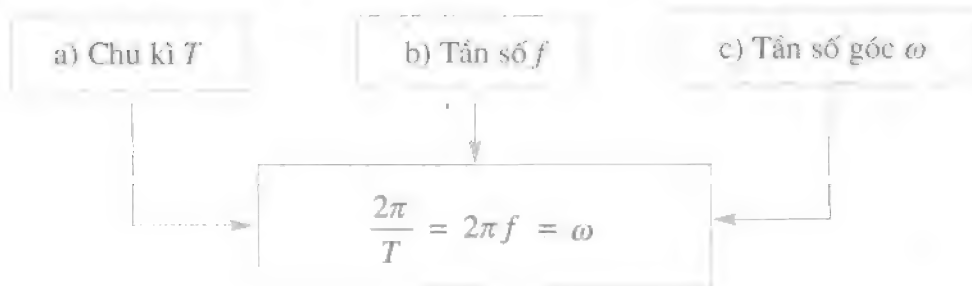 a) Chu kì T
b) Tần số f
c) Tần số góc ω
2π/T = 2πf = ω